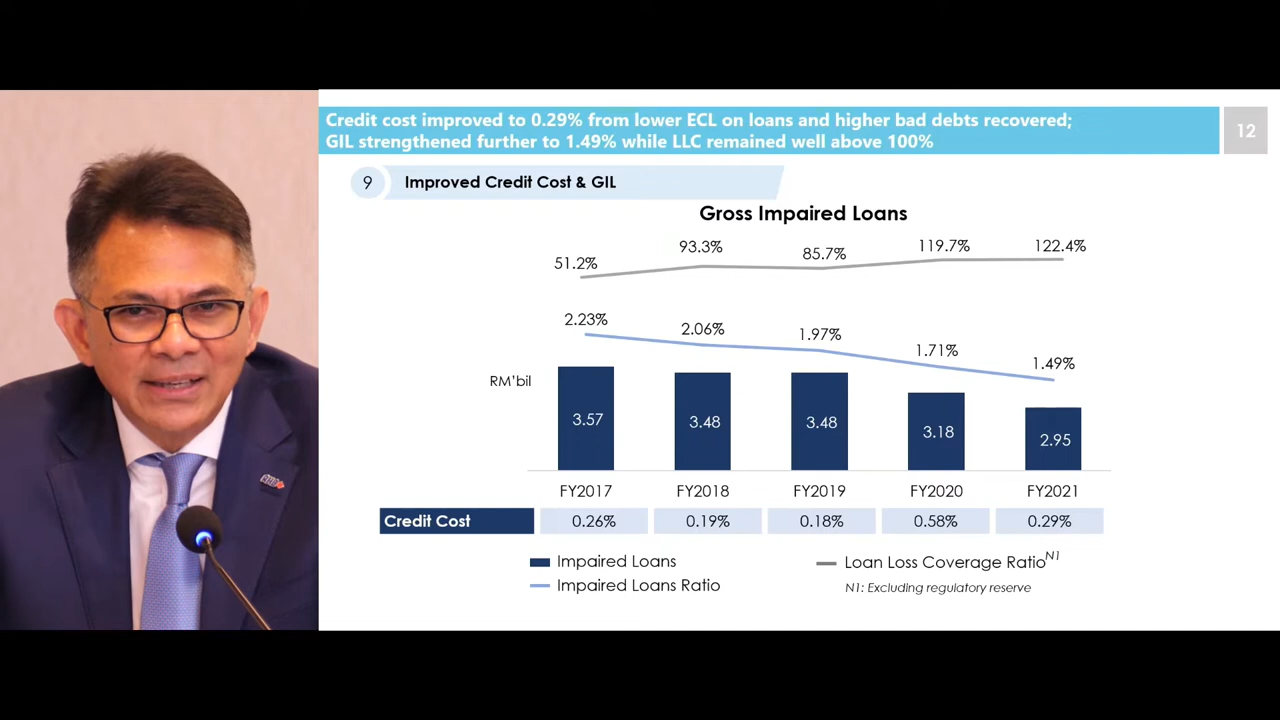 Credit cost improved to 0.29% from lower ECL on loans and higher bad debts recovered;
GIL strengthened further to 1.49% while LLC remained well above 100%
12
9
Improved Credit Cost & GIL
Gross Impaired Loans
51.2% 93.3% 85.7% 119.7% 122.4%
2.23% 2.06% 1.97% 1.71% 1.49%
RM'bil
3.57 3.48 3.48 3.18 2.95
FY2017 FY2018 FY2019 FY2020 FY2021
Credit Cost 0.26% 0.19% 0.18% 0.58% 0.29%
Impaired Loans
Loan Loss Coverage Ratio N1
Impaired Loans Ratio
N1: Excluding regulatory reserve